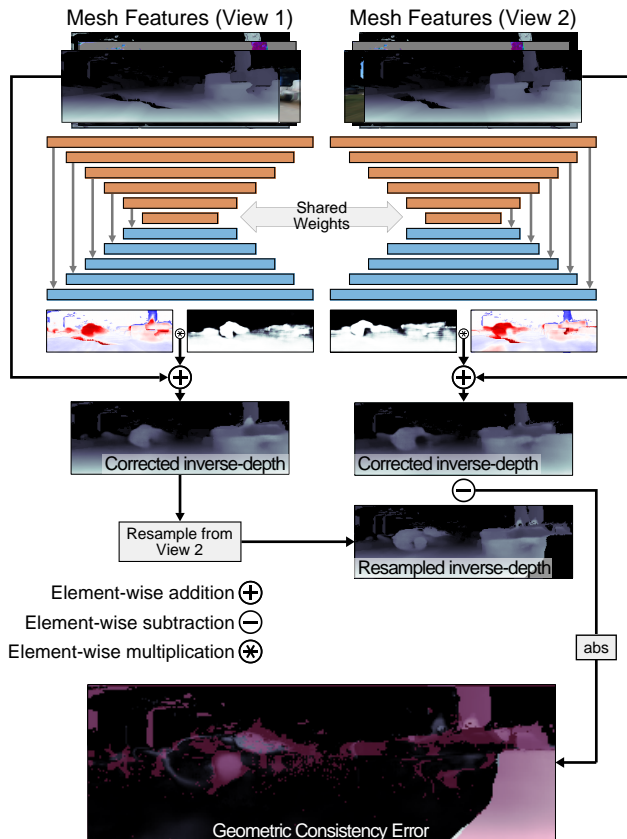 Mesh Features (View 1)
Mesh Features (View 2)
Shared
Weights
Corrected inverse-depth
Corrected inverse-depth
Resample from
View 2
Resampled inverse-depth
Element-wise addition
Element-wise subtraction
Element-wise multiplication
abs
Geometric Consistency Error